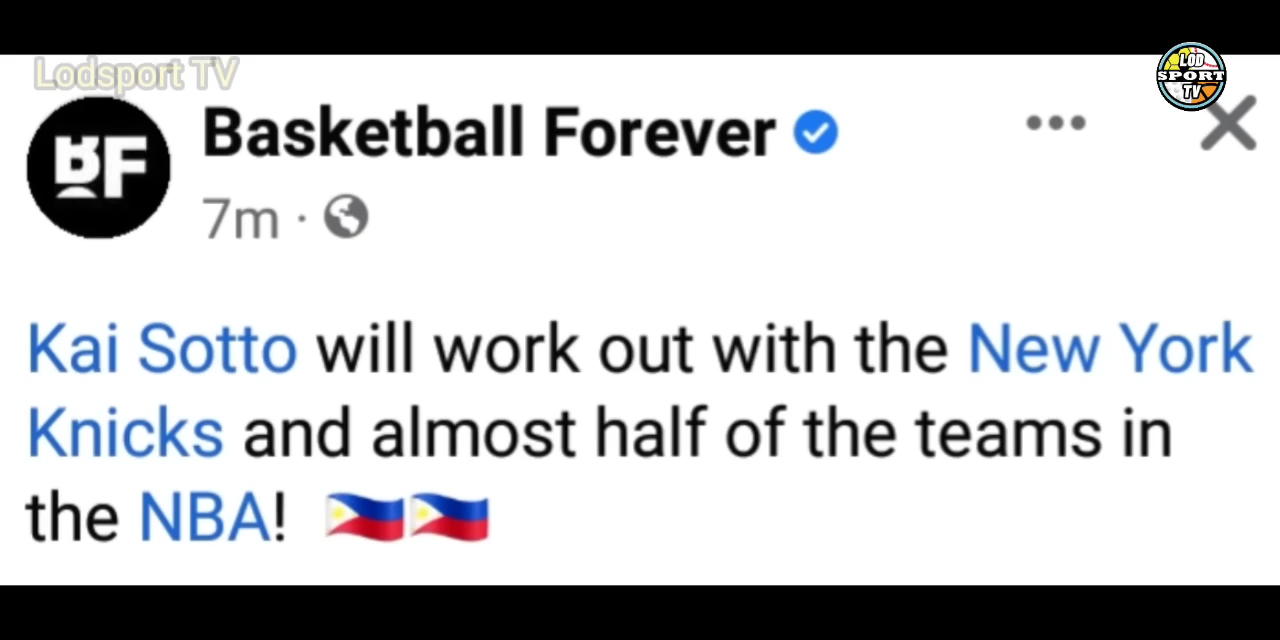 Lodsport TV
LOD
SPORT
TV
BF
Basketball Forever
7m ·
Kai Sotto will work out with the New York
Knicks and almost half of the teams in
the NBA! 🇵🇭🇵🇭